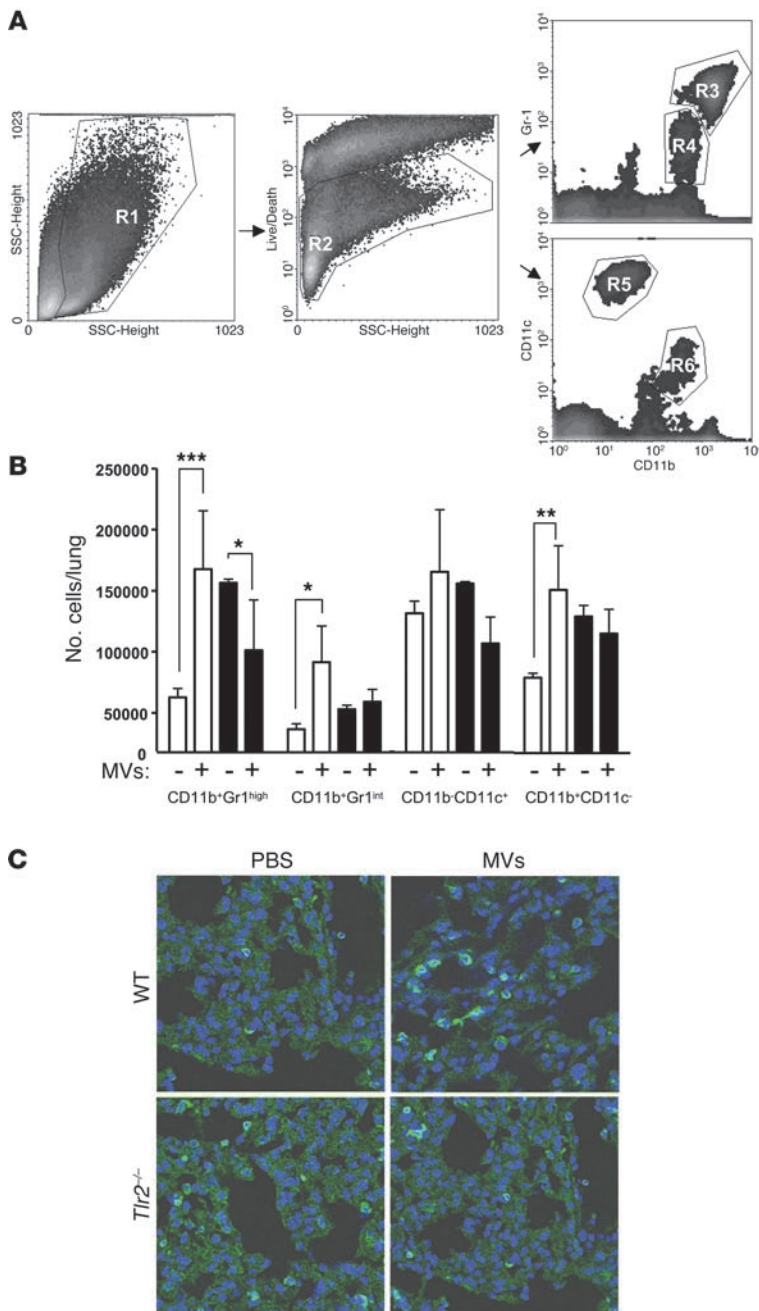 A
SSC-Height
1023
0
R1
0
1023
SSC-Height
Live/Death
10⁴
10³
10²
10¹
10⁰
R2
0
1023
SSC-Height
Gr-1
10⁴
10³
10²
10¹
10⁰
R3
R4
CD11c
10⁴
10³
10²
10¹
10⁰
R5
R6
10⁰ 10¹ 10² 10³
CD11b
B
No. cells/lung
250000
200000
150000
100000
50000
0
***
*
*
**
MVs: - + - + - + - + - + - + - + - +
CD11b⁺Gr1ʰⁱᵍʰ CD11b⁺Gr1ⁱⁿᵗ CD11b⁻CD11c⁺ CD11b⁺CD11c⁻
C
PBS MVs
WT
Tlr2⁻/⁻